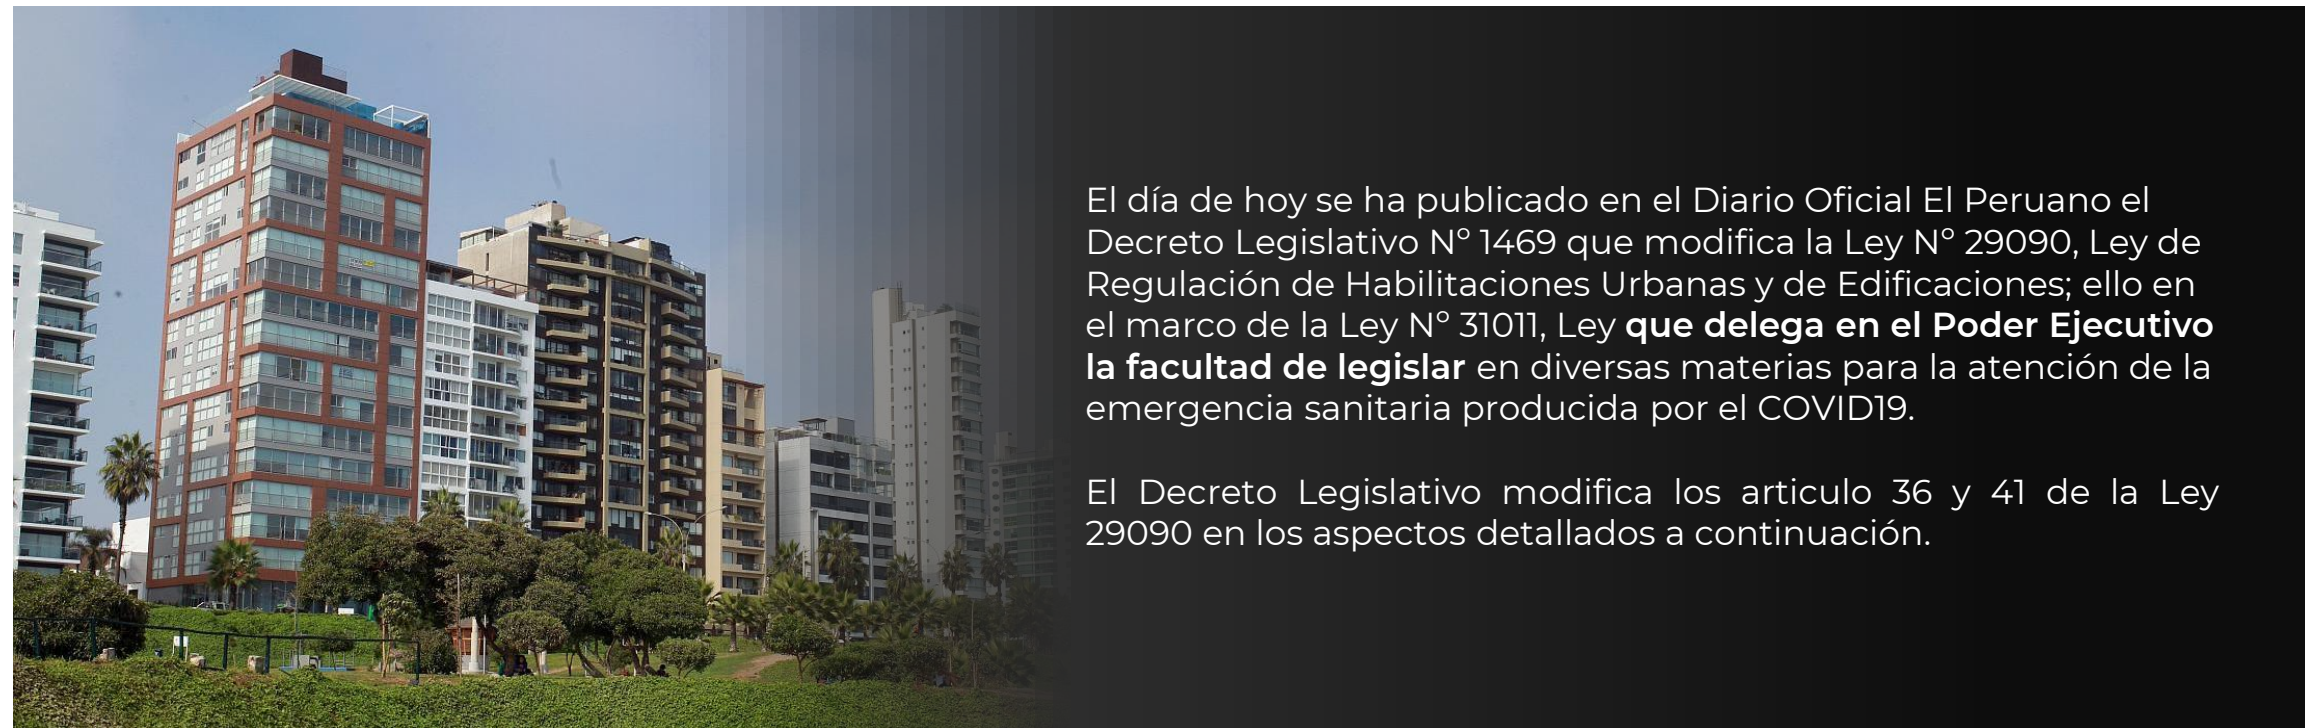 El día de hoy se ha publicado en el Diario Oficial El Peruano el
Decreto Legislativo Nº 1469 que modifica la Ley Nº 29090, Ley de
Regulación de Habilitaciones Urbanas y de Edificaciones; ello en
el marco de la Ley Nº 31011, Ley que delega en el Poder Ejecutivo
la facultad de legislar en diversas materias para la atención de la
emergencia sanitaria producida por el COVID19.
El Decreto Legislativo modifica los articulo 36 y 41 de la Ley
29090 en los aspectos detallados a continuación.